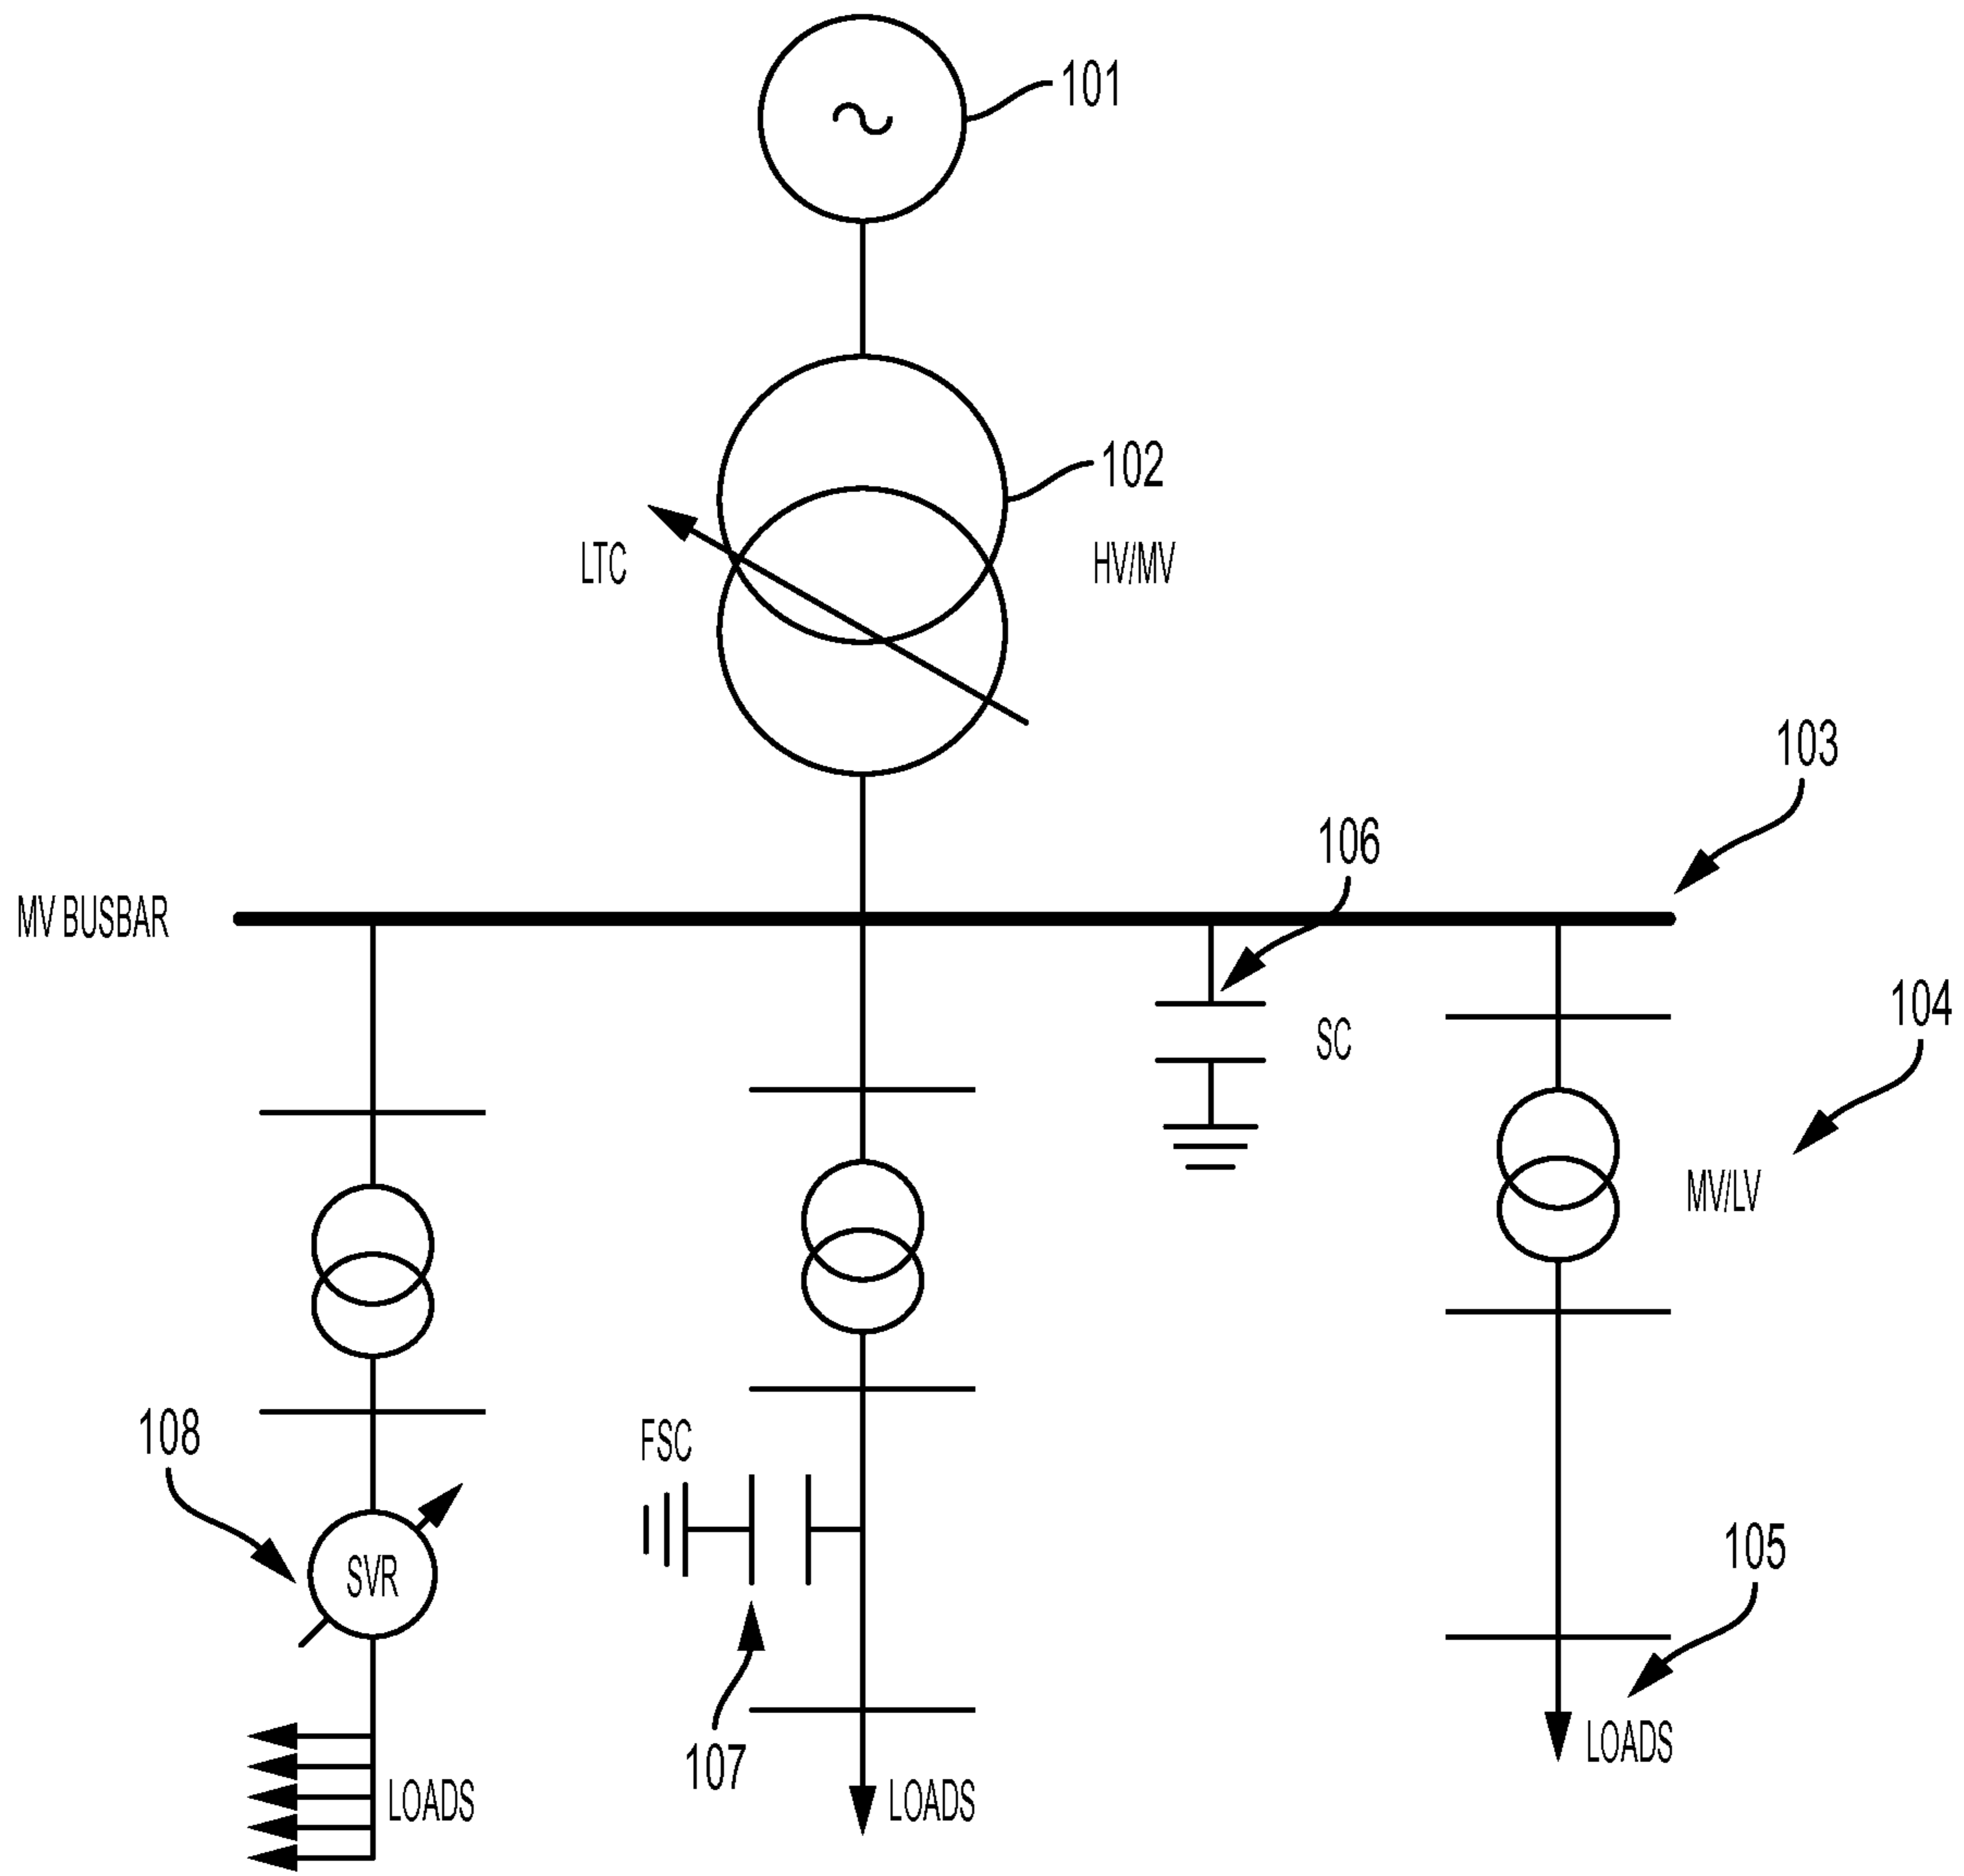 101
102
LTC
HV/MV
103
106
MV BUSBAR
104
SC
MV/LV
108
FSC
105
SVR
107
LOADS
LOADS
LOADS